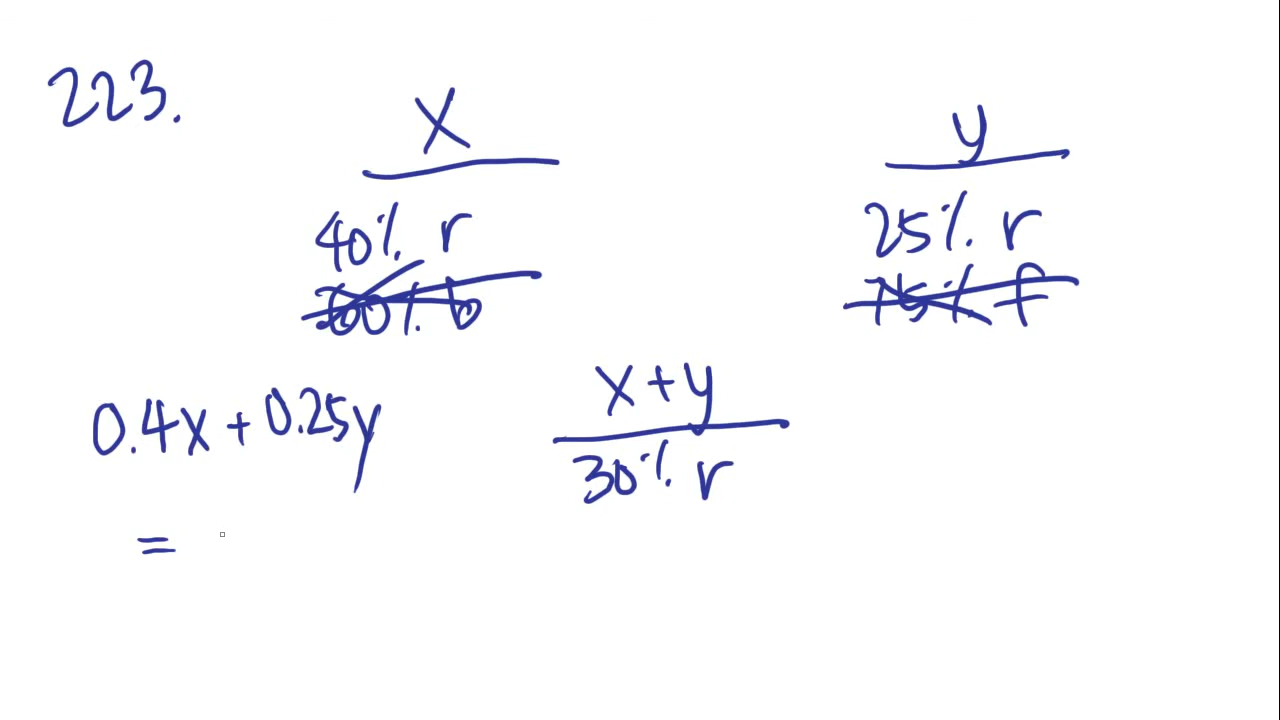 223.
X
y
40% r
25% r
60% b
75% f
0.4x + 0.25y
x + y
30% r
=